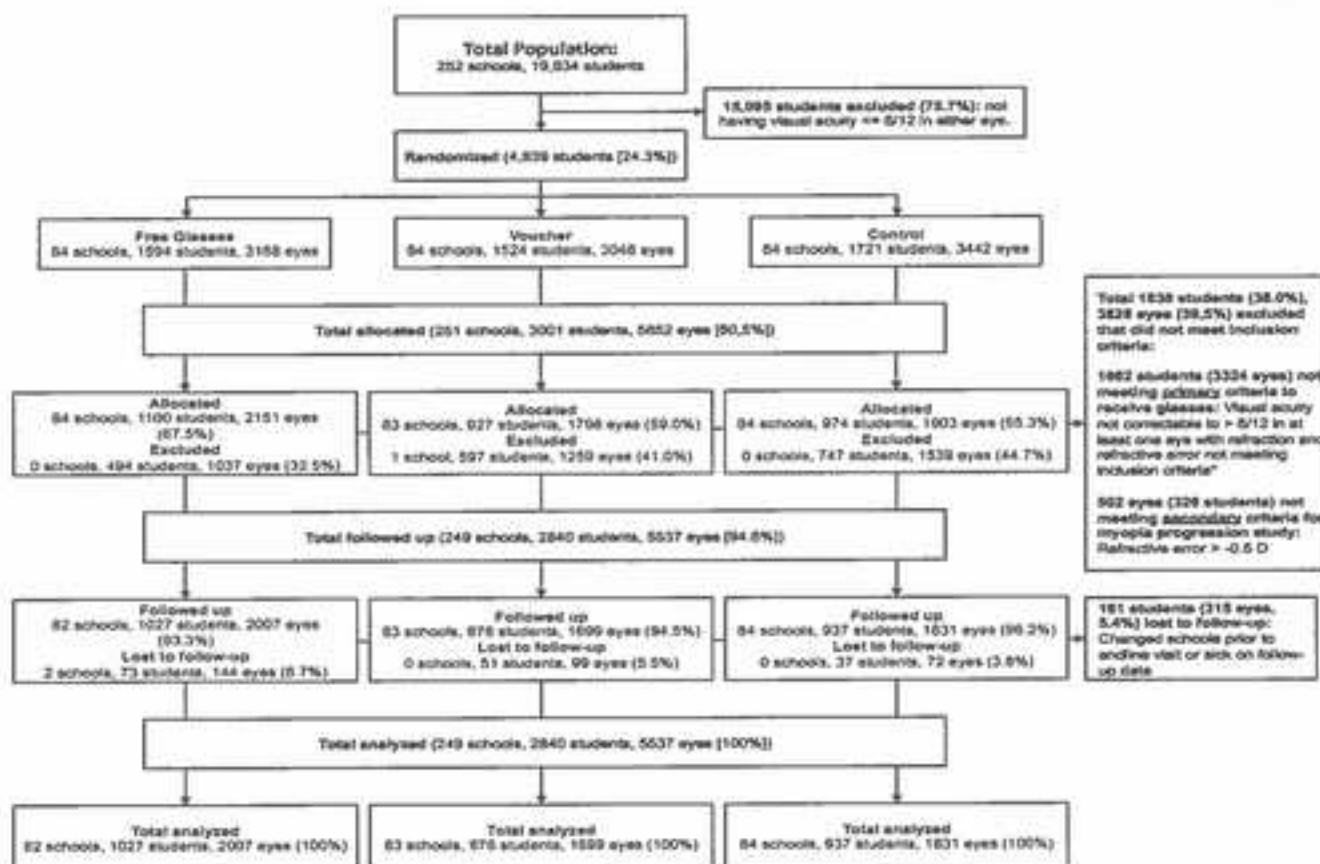 Total Population:
252 schools, 19,934 students
students excluded not
having visual acuity <= 6/12 in either eye.
Randomized (4,839 students [24.3%])
Free Glasses
84 schools, 1594 students, 3188 eyes
Voucher
84 schools, 1524 students, 3048 eyes
Control
84 schools, 1721 students, 3442 eyes
Total allocated (251 schools, 3001 students, eyes
Total 1838 students (38.0%),
eyes excluded
that did not meet inclusion
criteria:
students (3324 eyes) not
meeting primary criteria to
receive glasses: Visual acuity
not correctable to > 6/12 in at
least one eye with refraction and
refractive error not meeting
inclusion criteria*
502 eyes students) not
meeting secondary criteria for
myopia progression study:
Refractive error > -0.5 D
Allocated
84 schools, 1100 students, 2151 eyes
(67.5%)
Excluded
0 schools, 494 students, 1037 eyes (32.5%)
Allocated
83 schools, 927 students, 1798 eyes (59.0%)
Excluded
1 school, 597 students, eyes (41.0%)
Allocated
84 schools, 974 students, 1903 eyes (55.3%)
Excluded
0 schools, 747 students, 1539 eyes (44.7%)
Total followed up (249 schools, 2840 students, 5537 eyes
Followed up
82 schools, 1027 students, 2007 eyes
(93.3%)
Lost to follow-up
2 schools, 73 students, 144 eyes (6.7%)
Followed up
83 schools, 876 students, 1699 eyes (94.5%)
Lost to follow-up
0 schools, 51 students, 99 eyes (5.5%)
Followed up
84 schools, 937 students, 1831 eyes (96.2%)
Lost to follow-up
0 schools, 37 students, 72 eyes (3.8%)
161 students (315 eyes,
5.4%) lost to follow-up:
Changed schools prior to
endline visit or sick on follow-
up date
Total analyzed (249 schools, 2840 students, 5537 eyes [100%])
Total analyzed
82 schools, 1027 students, 2007 eyes (100%)
Total analyzed
83 schools, 876 students, 1699 eyes (100%)
Total analyzed
84 schools, 937 students, 1831 eyes (100%)